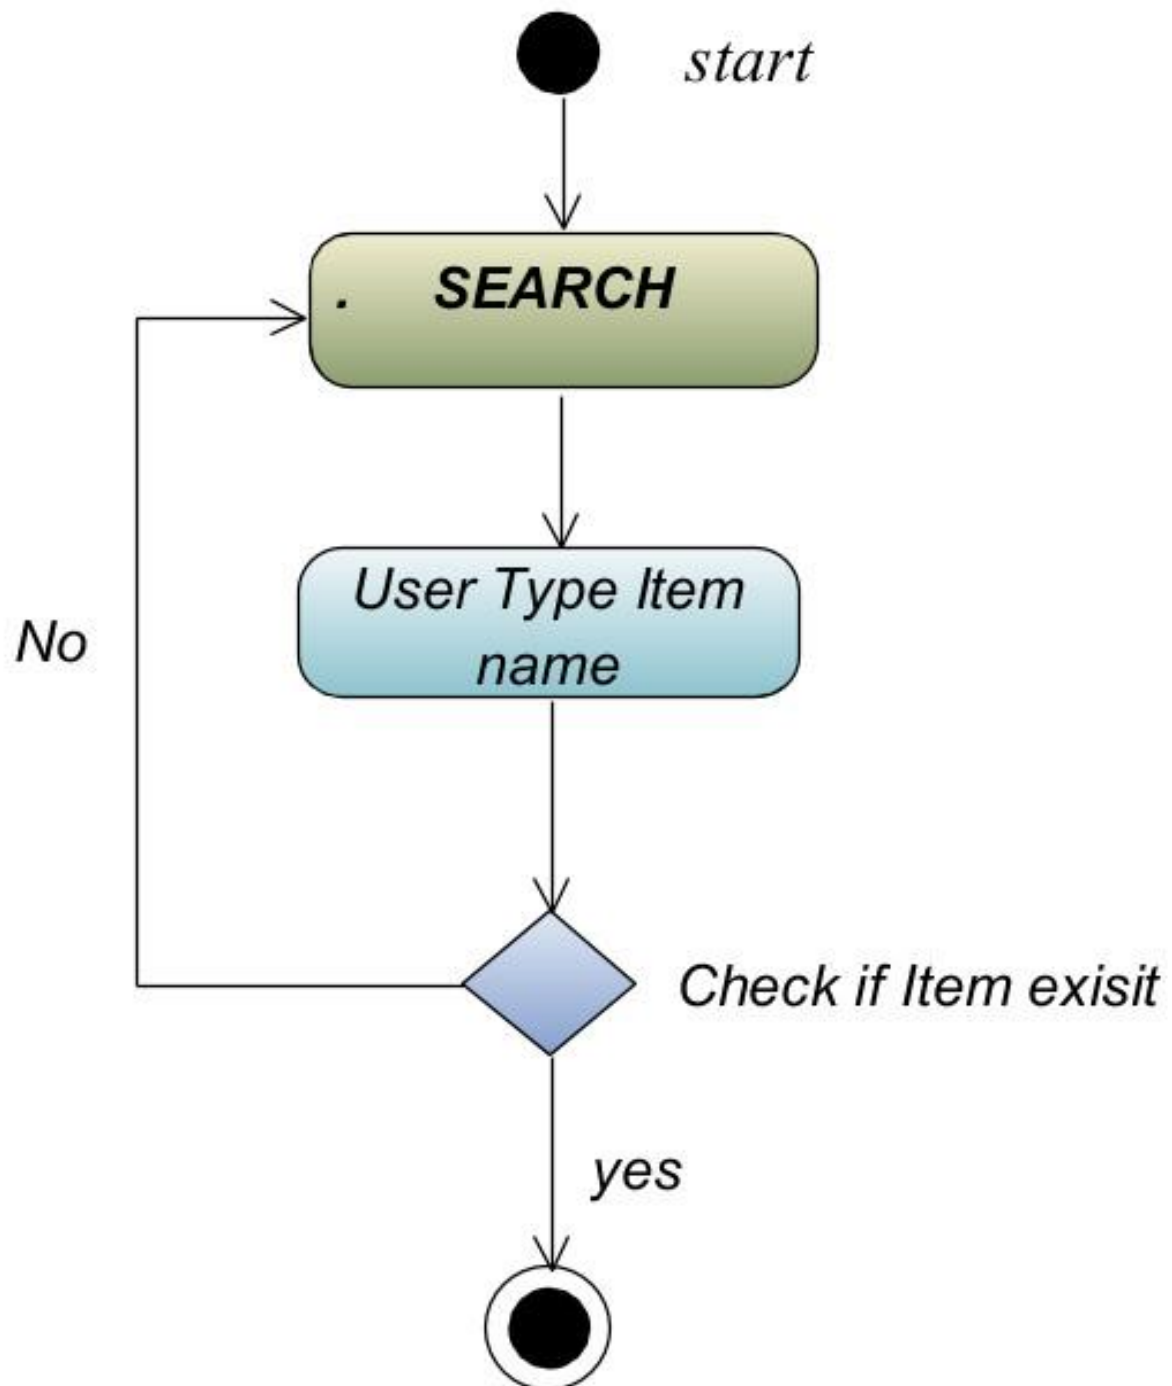 start
. SEARCH
User Type Item
name
No
Check if Item exisit
yes